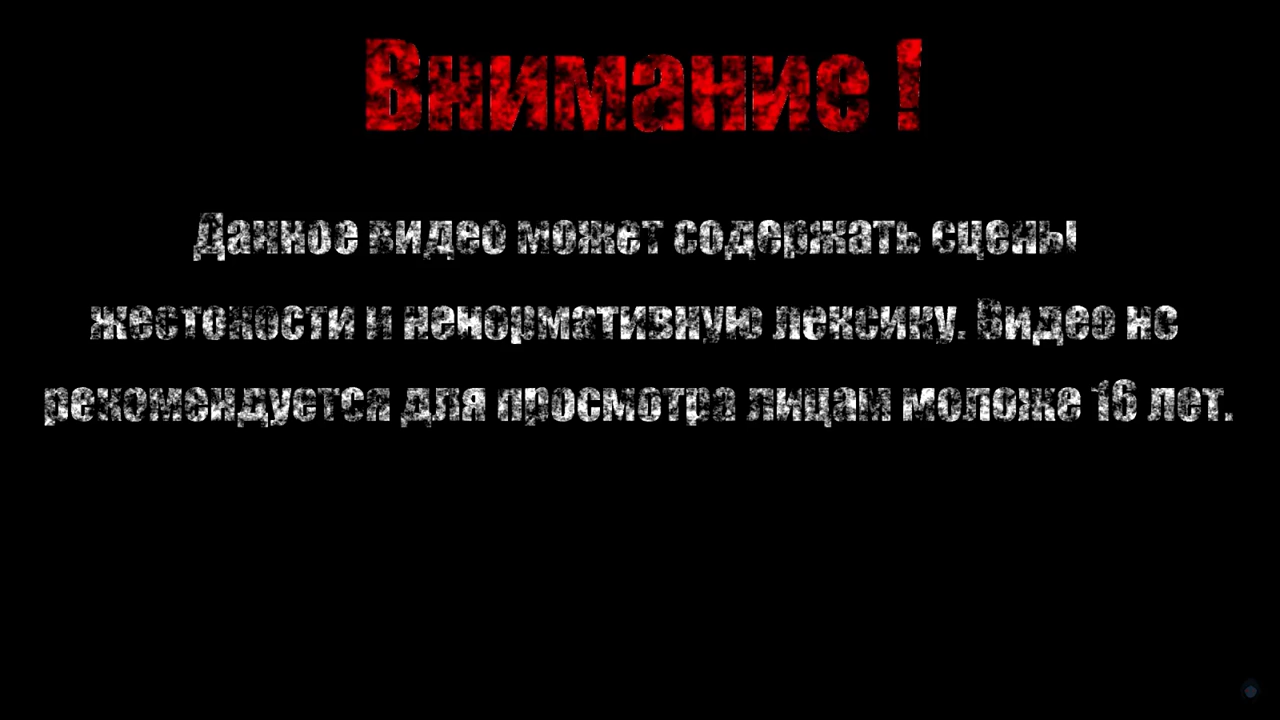 Внимание !
Данное видео может содержать сцены
жестокости и ненормативную лексику. Видео не
рекомендуется для просмотра лицам моложе 16 лет.